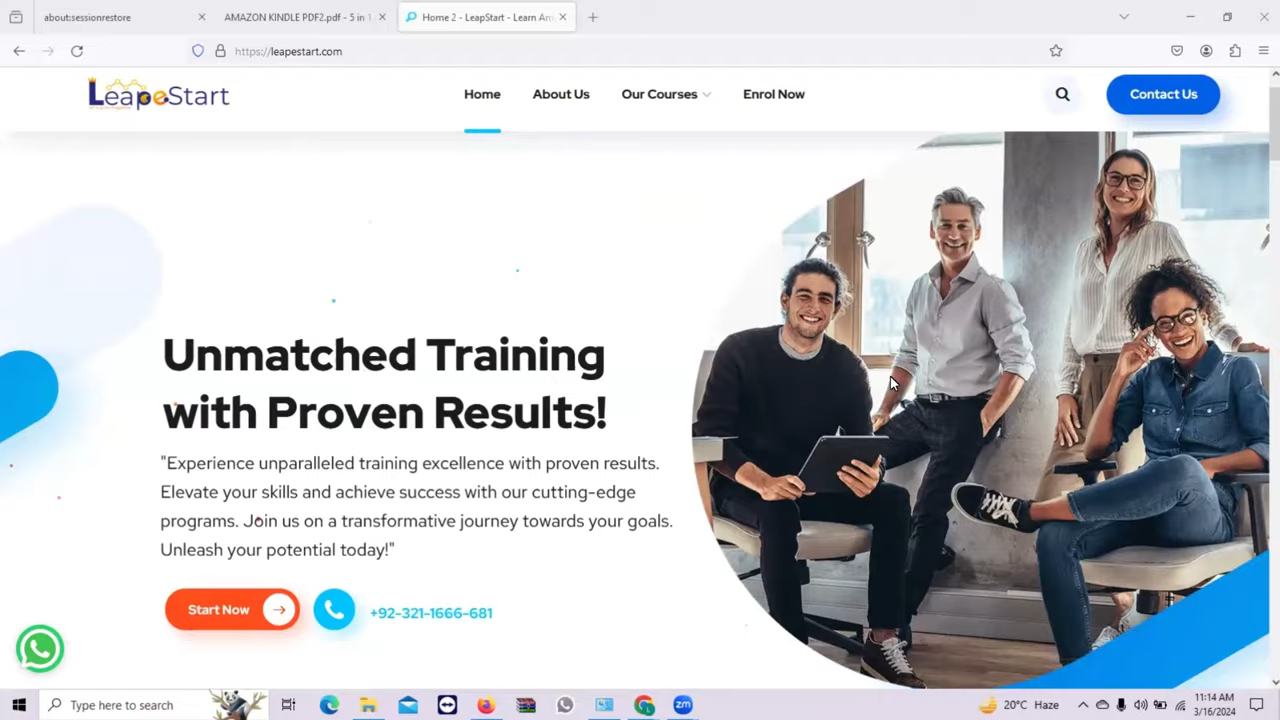 about:sessionrestore
AMAZON KINDLE PDF2.pdf - 5 in 1
Home 2 - LeapStart - Learn Am
https://leapestart.com
LeapeStart
Home
About Us
Our Courses
Enrol Now
Contact Us
Unmatched Training
with Proven Results!
"Experience unparalleled training excellence with proven results.
Elevate your skills and achieve success with our cutting-edge
programs. Join us on a transformative journey towards your goals.
Unleash your potential today!"
Start Now
+92-321-1666-681
Type here to search
zm
20°C Haze
11:14 AM
3/16/2024